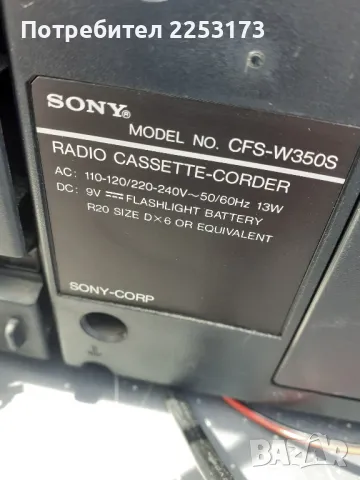 Потребител 2253173
SONY®
MODEL NO. CFS-W350S
RADIO CASSETTE-CORDER
AC: 110-120/220-240V~50/60Hz 13W
DC: 9V ⎓ FLASHLIGHT BATTERY
R20 SIZE D×6 OR EQUIVALENT
SONY-CORP
BAZAR